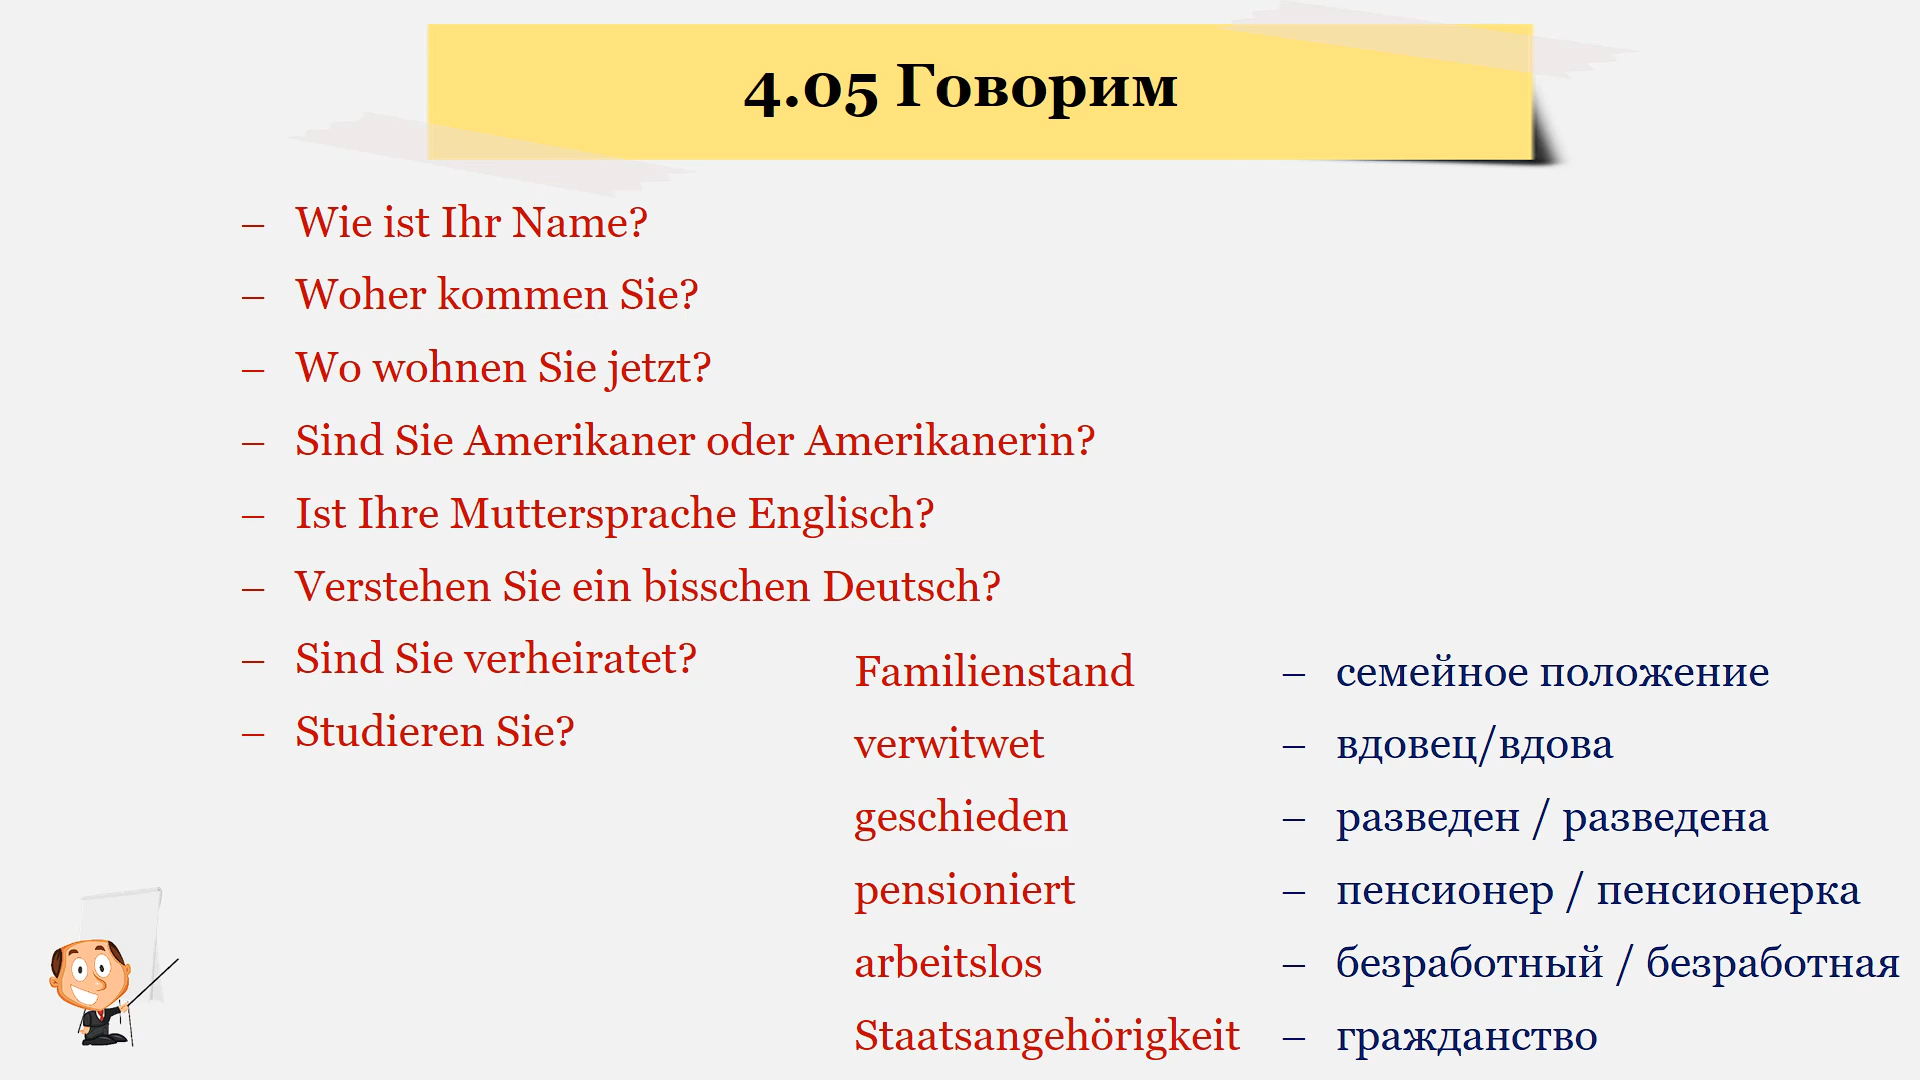 4.05 Говорим
– Wie ist Ihr Name?
– Woher kommen Sie?
– Wo wohnen Sie jetzt?
– Sind Sie Amerikaner oder Amerikanerin?
– Ist Ihre Muttersprache Englisch?
– Verstehen Sie ein bisschen Deutsch?
– Sind Sie verheiratet?
– Studieren Sie?
Familienstand – семейное положение
verwitwet – вдовец/вдова
geschieden – разведен / разведена
pensioniert – пенсионер / пенсионерка
arbeitslos – безработный / безработная
Staatsangehörigkeit – гражданство